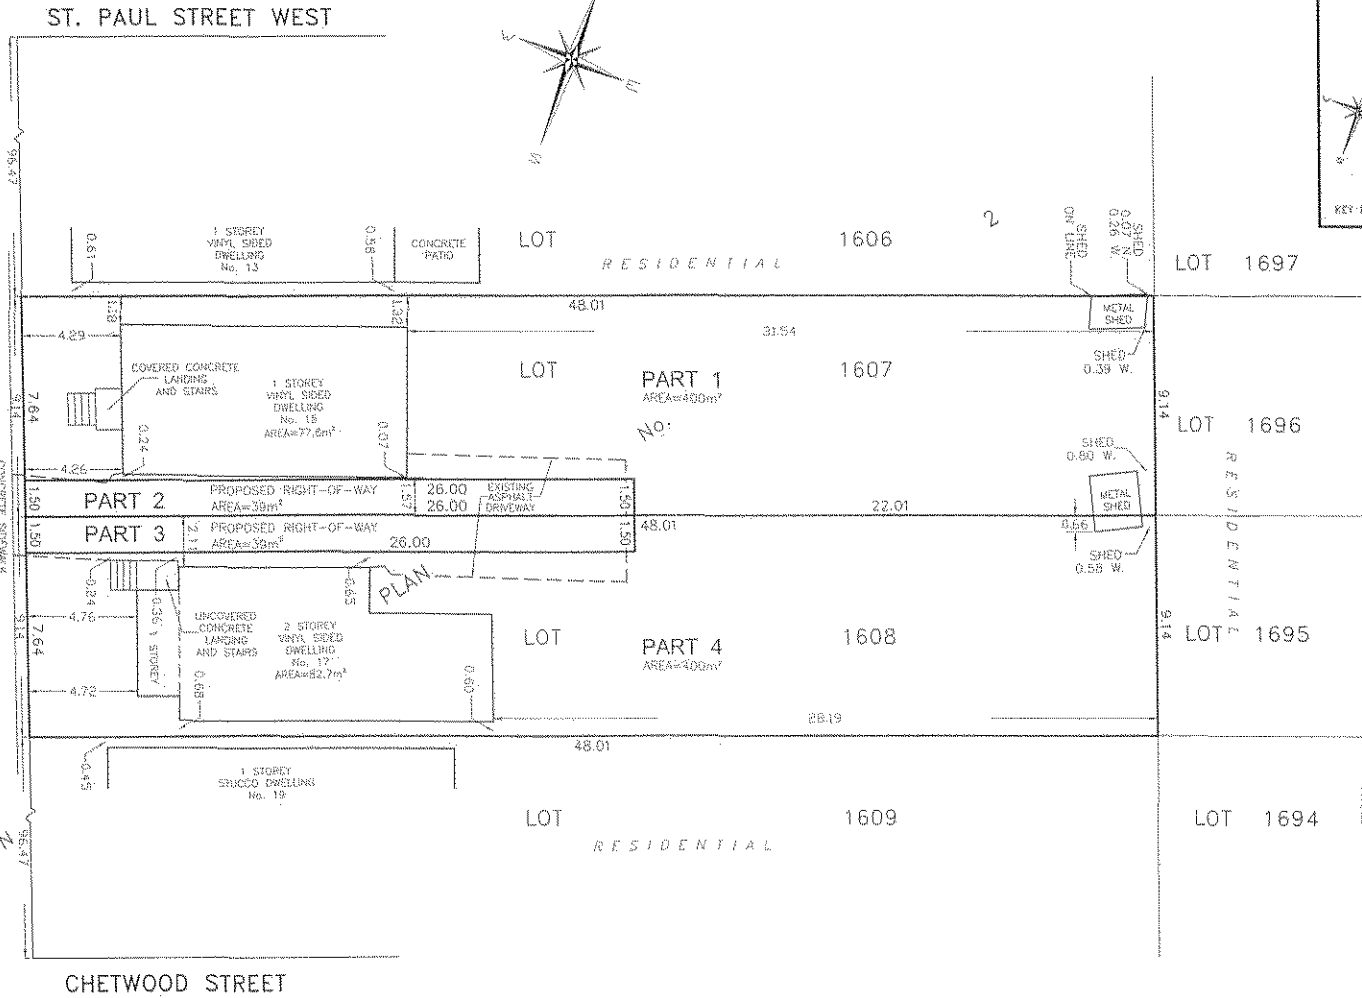 ST. PAUL STREET WEST
96.47
1 STOREY
VINYL SIDED
DWELLING
No. 13
0.61
0.58
CONCRETE
PATIO
LOT 1606
RESIDENTIAL
2
SHED
ON LINE
SHED
0.07 N.
0.26 W.
LOT 1697
48.01
1.32
31.54
METAL
SHED
SHED
0.39 W.
4.29
COVERED CONCRETE
LANDING
AND STAIRS
1 STOREY
VINYL SIDED
DWELLING
No. 15
AREA=77.6m²
LOT 1607
PART 1
AREA=400m²
No:
7.64
9.14
9.14
LOT 1696
0.24
0.07
4.26
SHED
0.80 W.
METAL
SHED
1.50
PART 2
PROPOSED RIGHT-OF-WAY
AREA=39m²
1.57
26.00
26.00
EXISTING
ASPHALT
DRIVEWAY
1.50
22.01
1.50
PART 3
2.11
PROPOSED RIGHT-OF-WAY
AREA=39m²
26.00
1.50
48.01
0.66
SHED
0.58 W.
RESIDENTIAL
CONCRETE SIDEWALK
0.24
0.36
0.65
PLAN
4.76
UNCOVERED
CONCRETE
LANDING
AND STAIRS
2 STOREY
VINYL SIDED
DWELLING
No. 17
AREA=82.7m²
1 STOREY
LOT 1608
PART 4
AREA=400m²
7.64
9.14
9.14
LOT 1695
4.72
0.68
0.60
28.19
48.01
0.45
1 STOREY
STUCCO DWELLING
No. 19
LOT 1609
RESIDENTIAL
LOT 1694
96.47
CHETWOOD STREET